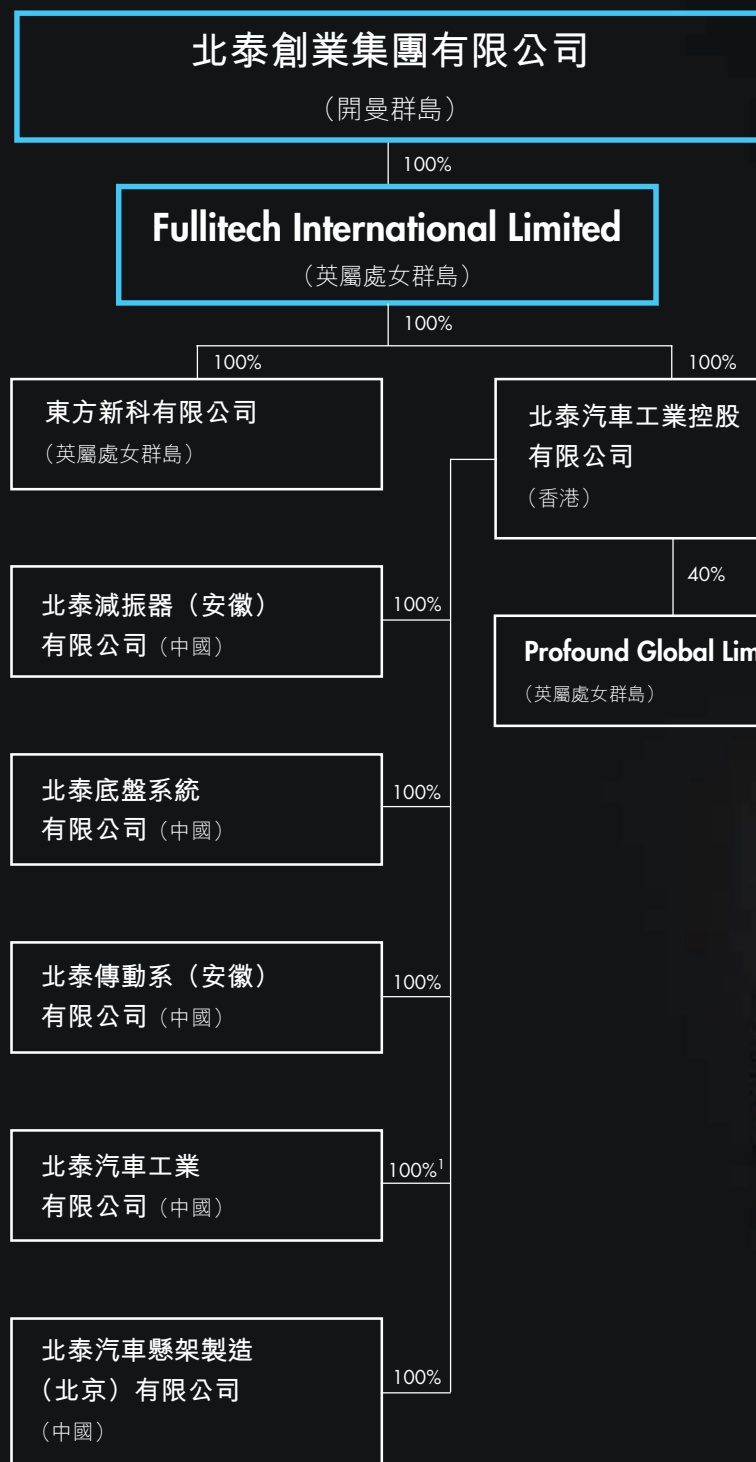 北泰創業集團有限公司
（開曼群島）
100%
Fullitech International Limited
（英屬處女群島）
100%
100%
100%
東方新科有限公司
（英屬處女群島）
北泰汽車工業控股
有限公司
（香港）
40%
Profound Global Lim
（英屬處女群島）
北泰減振器（安徽）
有限公司（中國）
100%
北泰底盤系統
有限公司（中國）
100%
北泰傳動系（安徽）
有限公司（中國）
100%
北泰汽車工業
有限公司（中國）
100%¹
北泰汽車懸架製造
（北京）有限公司
（中國）
100%